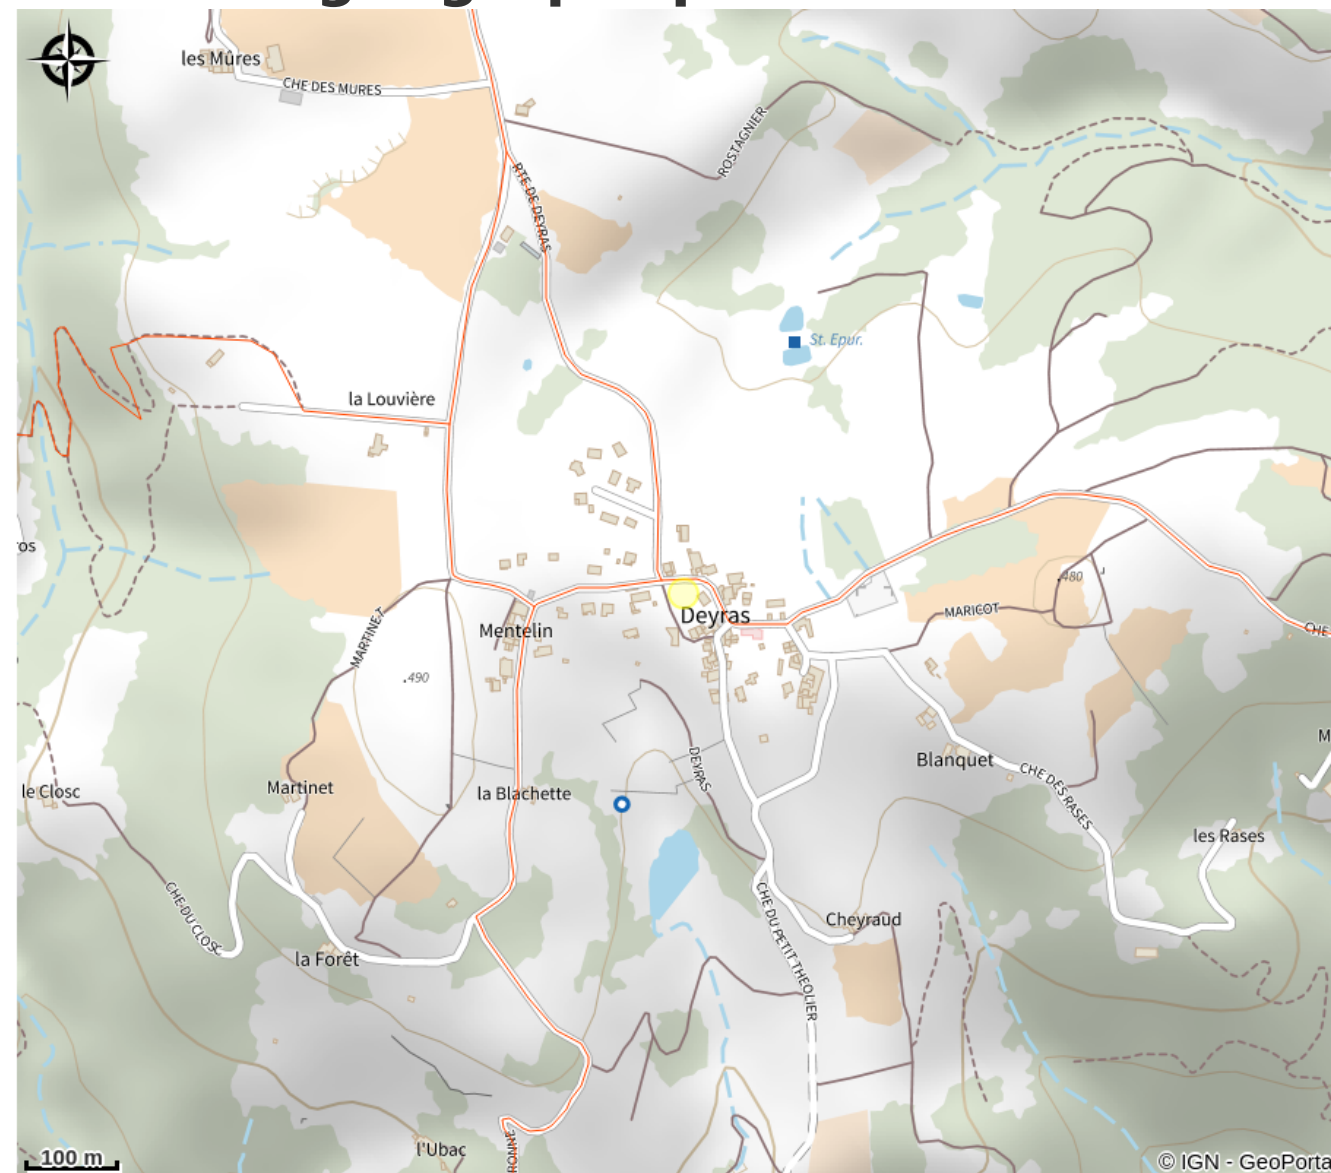 les Mûres
CHE DES MURES
ROSTAGNIER
RTE DE DEYRAS
St. Epur.
la Louvière
ros
480
MARICOT
Deyras
Mentelin
MARTINET
CHE
490
DEYRAS
Blanquet
M
le Closc
Martinet
la Blachette
CHE DES RASES
les Rases
CHE DU CLOSC
CHE DU PETIT THEOLIER
Cheyraud
la Forêt
l'Ubac
RONNE
100 m
© IGN - GeoPorta